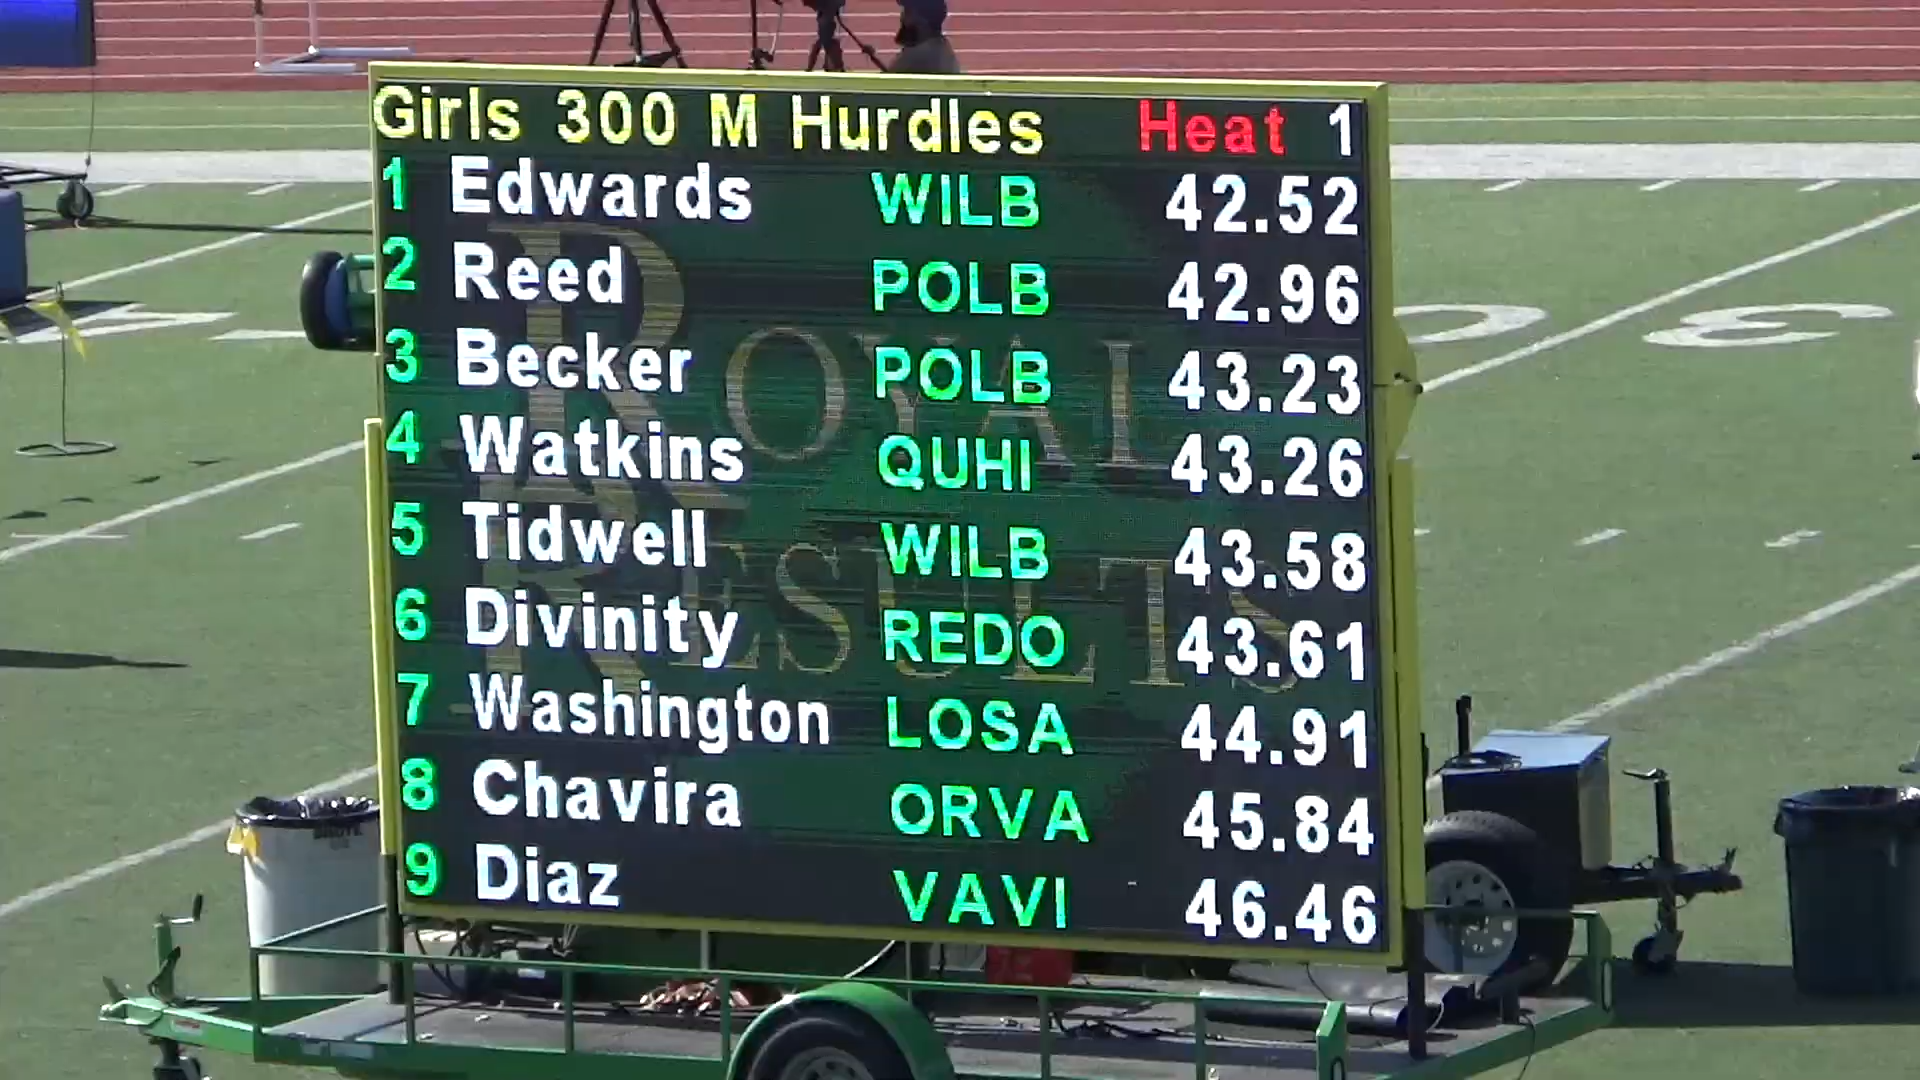 Girls 300 M Hurdles Heat 1
1 Edwards WILB 42.52
2 Reed POLB 42.96
3 Becker POLB 43.23
4 Watkins QUHI 43.26
5 Tidwell WILB 43.58
6 Divinity REDO 43.61
7 Washington LOSA 44.91
8 Chavira ORVA 45.84
9 Diaz VAVI 46.46
ROYAL
RESULTS